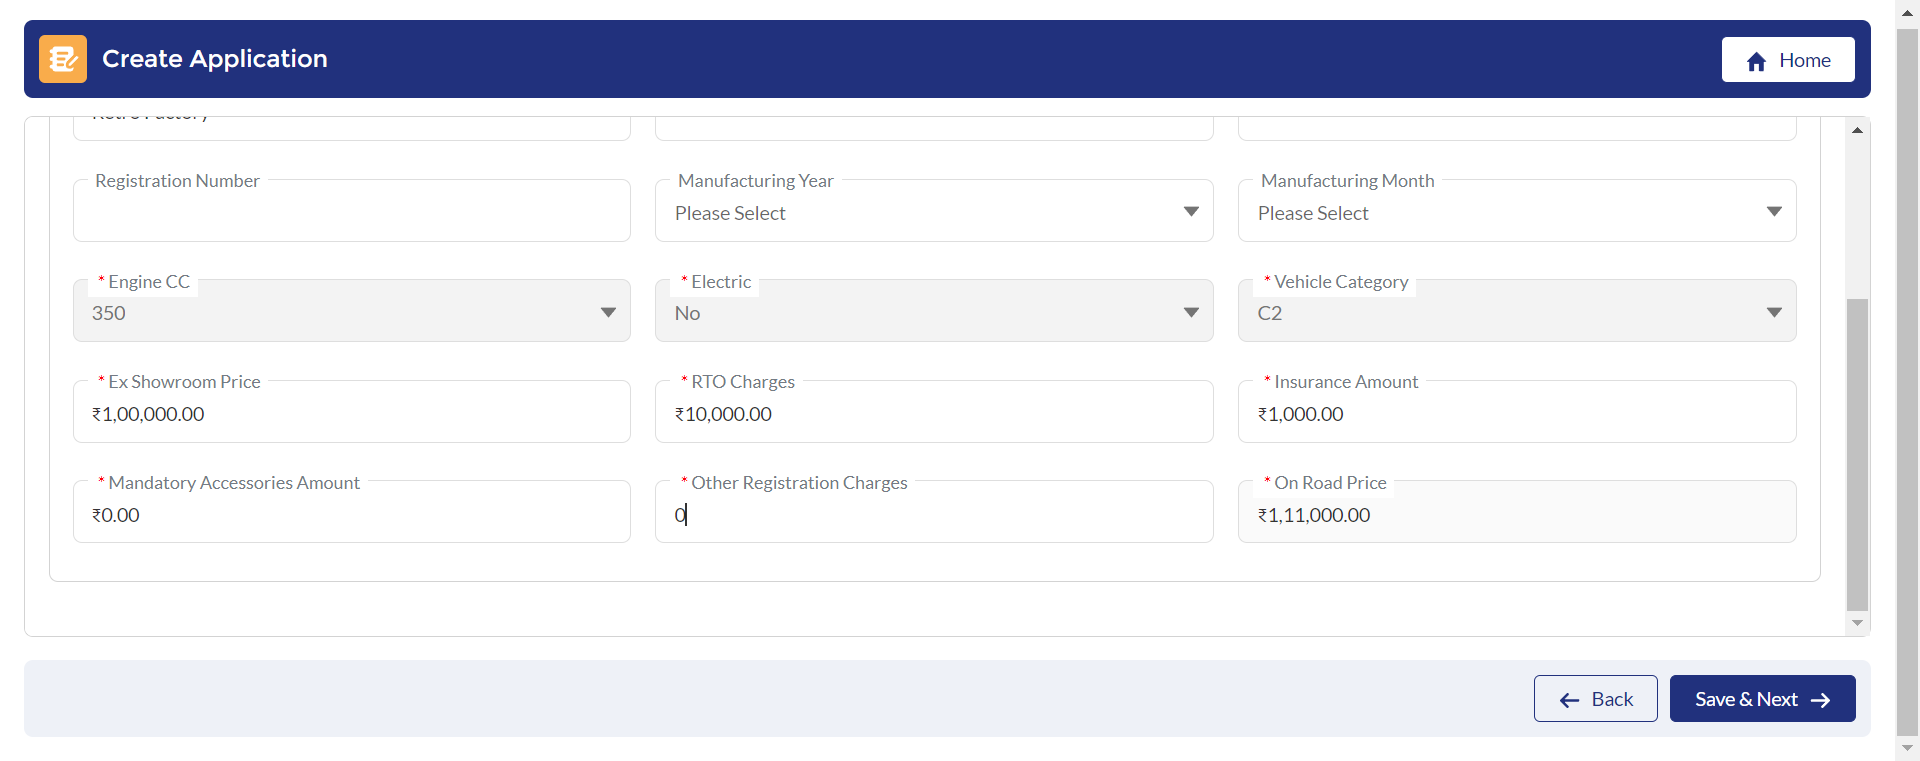 Create Application
Home
Registration Number
Manufacturing Year
Manufacturing Month
Please Select
Please Select
* Engine CC
* Electric
* Vehicle Category
350
No
C2
* Ex Showroom Price
* RTO Charges
* Insurance Amount
₹1,00,000.00
₹10,000.00
₹1,000.00
* Mandatory Accessories Amount
* Other Registration Charges
* On Road Price
₹0.00
0
₹1,11,000.00
Back
Save & Next